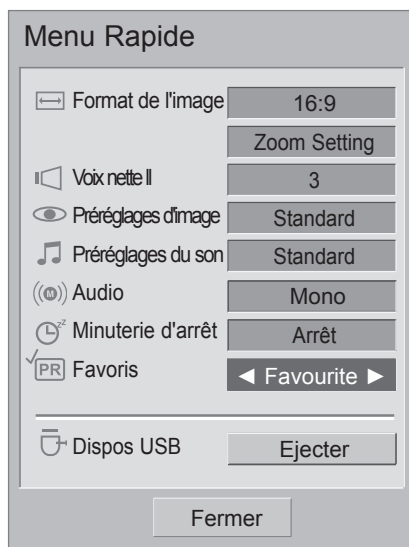 Menu Rapide
Format de l'image 16:9
Zoom Setting
Voix nette II 3
Préréglages d'image Standard
Préréglages du son Standard
(M) Audio Mono
zz Minuterie d'arrêt Arrêt
PR Favoris ◄ Favourite ►
Dispos USB Ejecter
Fermer